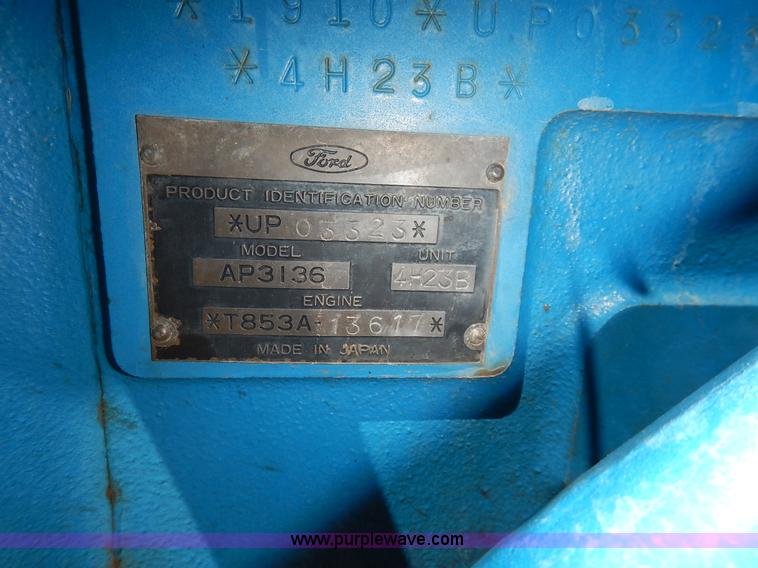 *1910*UP03323
*4H23B*
Ford
PRODUCT IDENTIFICATION NUMBER
*UP 03323*
MODEL UNIT
AP3136 4H23B
ENGINE
*T853A-13617*
MADE IN JAPAN
www.purplewave.com